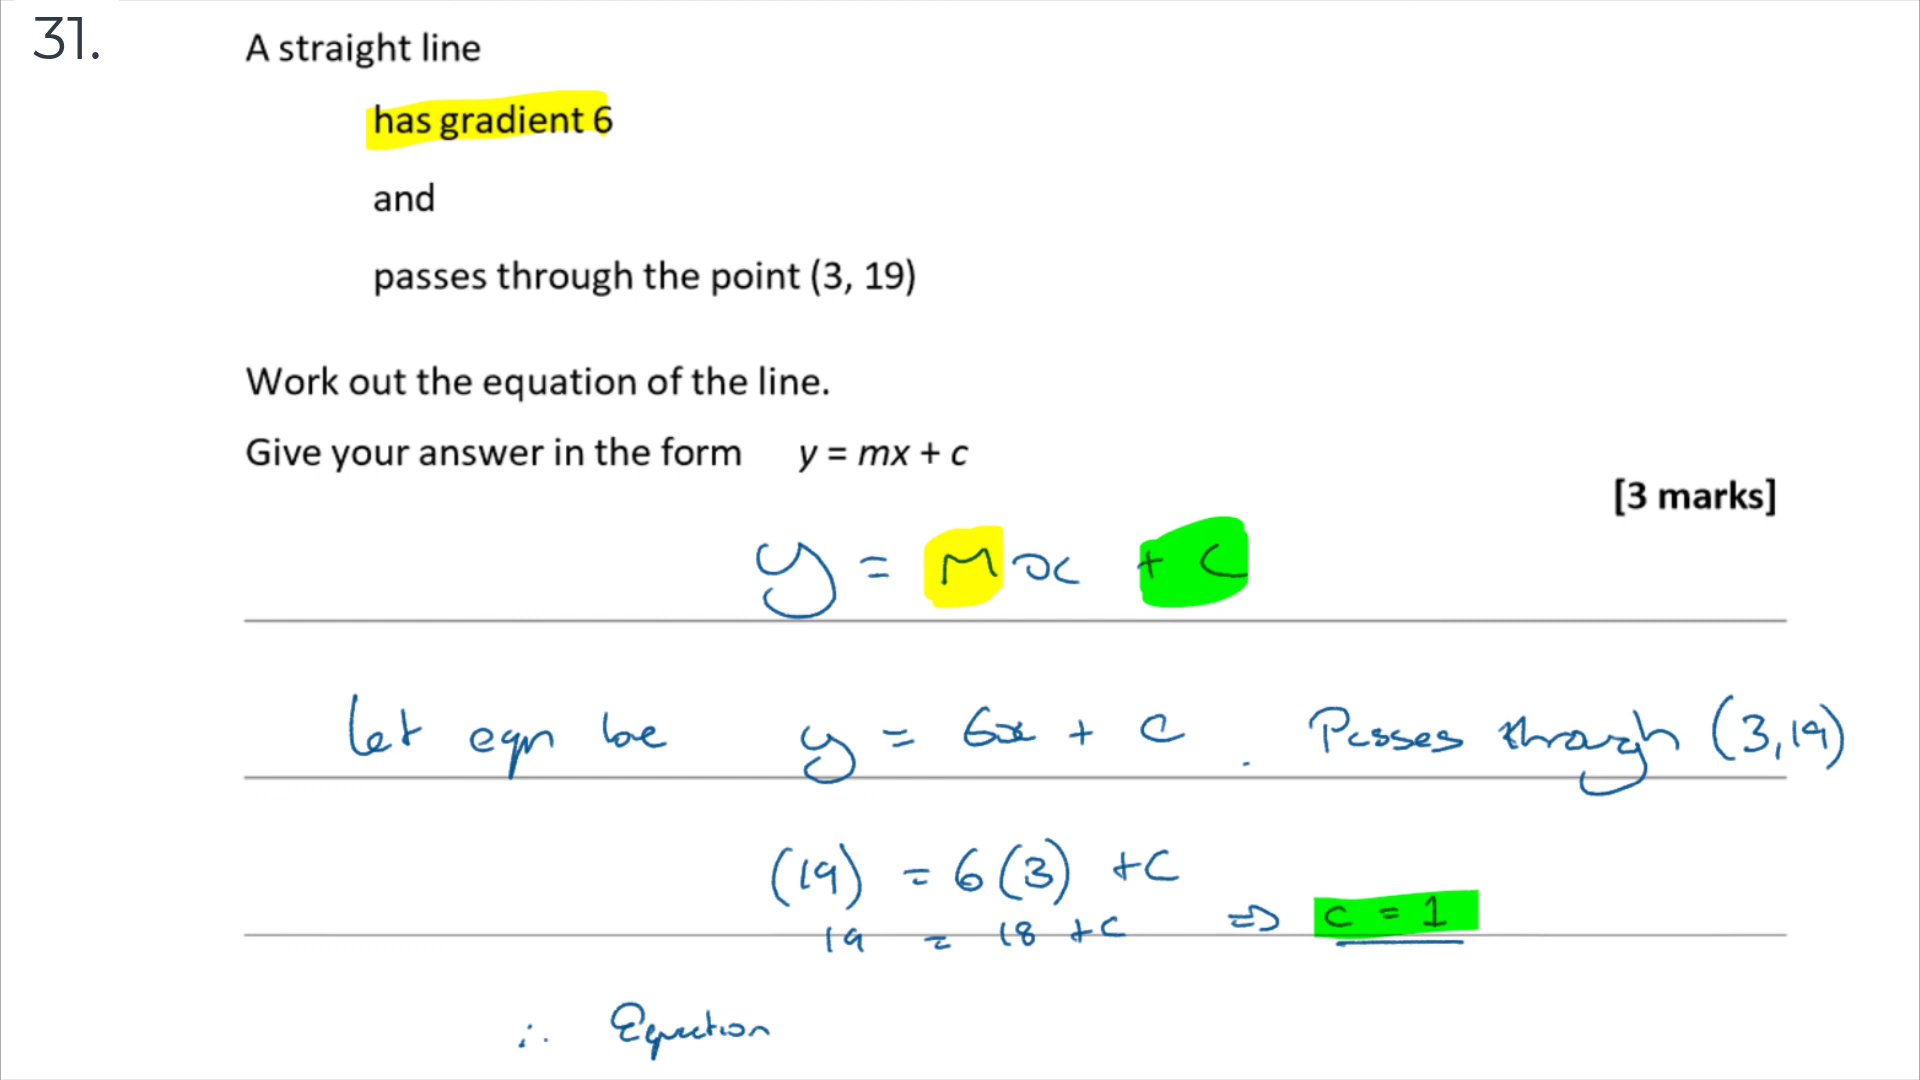 31.
A straight line
has gradient 6
and
passes through the point (3, 19)
Work out the equation of the line.
Give your answer in the form y = mx + c
[3 marks]
y = mx + c
Let eqn be y = 6x + c . Passes through (3,19)
(19) = 6(3) + c
19 = 18 + c ⇒ c = 1
∴ Equation